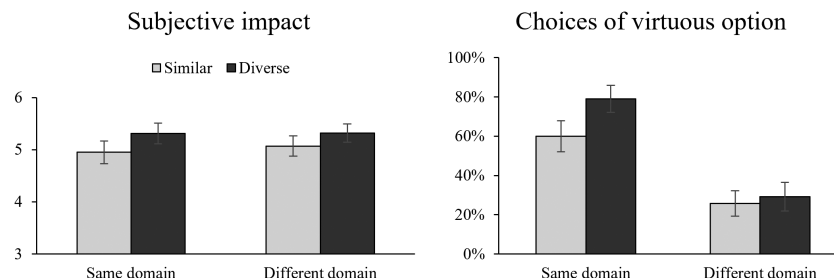 Subjective impact
Similar Diverse
6
5
4
3
Same domain Different domain
Choices of virtuous option
100%
80%
60%
40%
20%
0%
Same domain Different domain